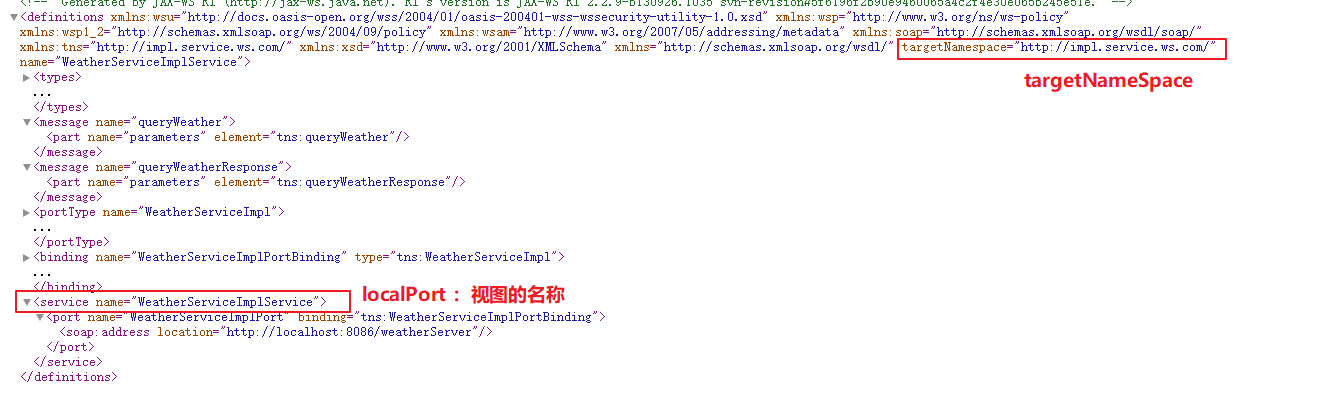 <!-- Generated by JAX-WS RI (http://jax-ws.java.net). RI's version is JAX-WS RI 2.2.9-b130926.1035 svn-revision#5f6196f2b90e9460065a4c2f4e30e065b245e51e. -->
▼<definitions xmlns:wsu="http://docs.oasis-open.org/wss/2004/01/oasis-200401-wss-wssecurity-utility-1.0.xsd" xmlns:wsp="http://www.w3.org/ns/ws-policy"
xmlns:wsp1_2="http://schemas.xmlsoap.org/ws/2004/09/policy" xmlns:wsam="http://www.w3.org/2007/05/addressing/metadata" xmlns:soap="http://schemas.xmlsoap.org/wsdl/soap/"
xmlns:tns="http://impl.service.ws.com/" xmlns:xsd="http://www.w3.org/2001/XMLSchema" xmlns="http://schemas.xmlsoap.org/wsdl/" targetNamespace="http://impl.service.ws.com/"
name="WeatherServiceImplService">
targetNameSpace
▶<types>
...
</types>
▼<message name="queryWeather">
<part name="parameters" element="tns:queryWeather"/>
</message>
▼<message name="queryWeatherResponse">
<part name="parameters" element="tns:queryWeatherResponse"/>
</message>
▶<portType name="WeatherServiceImpl">
...
</portType>
▶<binding name="WeatherServiceImplPortBinding" type="tns:WeatherServiceImpl">
...
</binding>
▼<service name="WeatherServiceImplService">
localPort： 视图的名称
▼<port name="WeatherServiceImplPort" binding="tns:WeatherServiceImplPortBinding">
<soap:address location="http://localhost:8086/weatherServer"/>
</port>
</service>
</definitions>